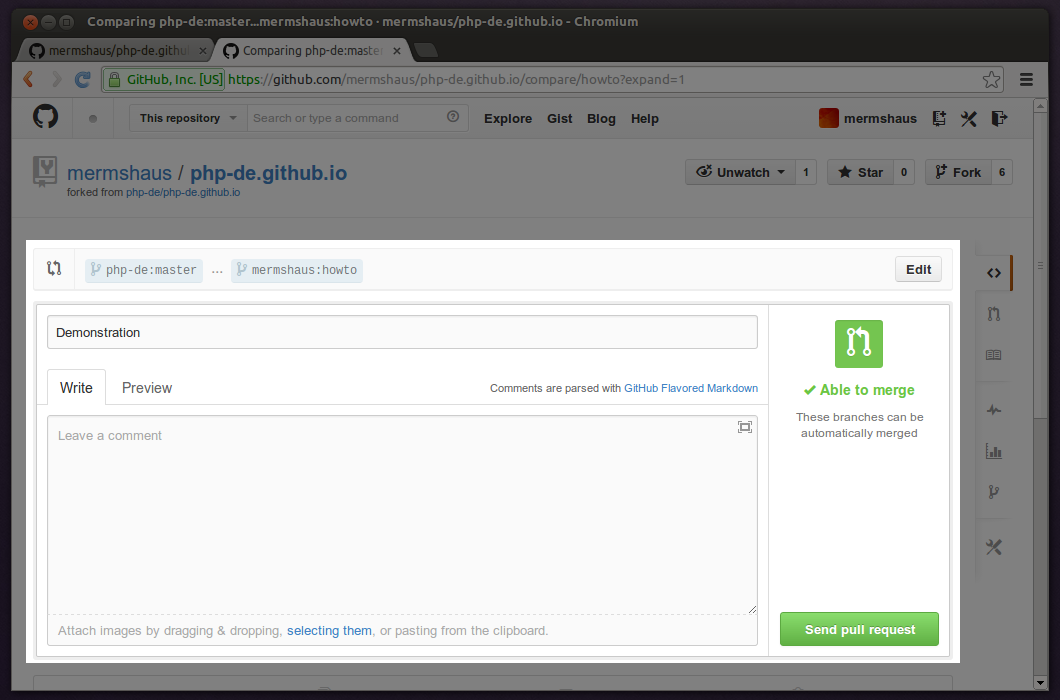 Comparing php-de:master...mermshaus:howto · mermshaus/php-de.github.io - Chromium
mermshaus/php-de.githu
Comparing php-de:maste
GitHub, Inc. [US] https://github.com/mermshaus/php-de.github.io/compare/howto?expand=1
This repository Search or type a command Explore Gist Blog Help mermshaus
mermshaus / php-de.github.io
forked from php-de/php-de.github.io
Unwatch 1 Star 0 Fork 6
php-de:master ... mermshaus:howto Edit
Demonstration
Write Preview Comments are parsed with GitHub Flavored Markdown
Leave a comment
Able to merge
These branches can be
automatically merged
Attach images by dragging & dropping, selecting them, or pasting from the clipboard.
Send pull request